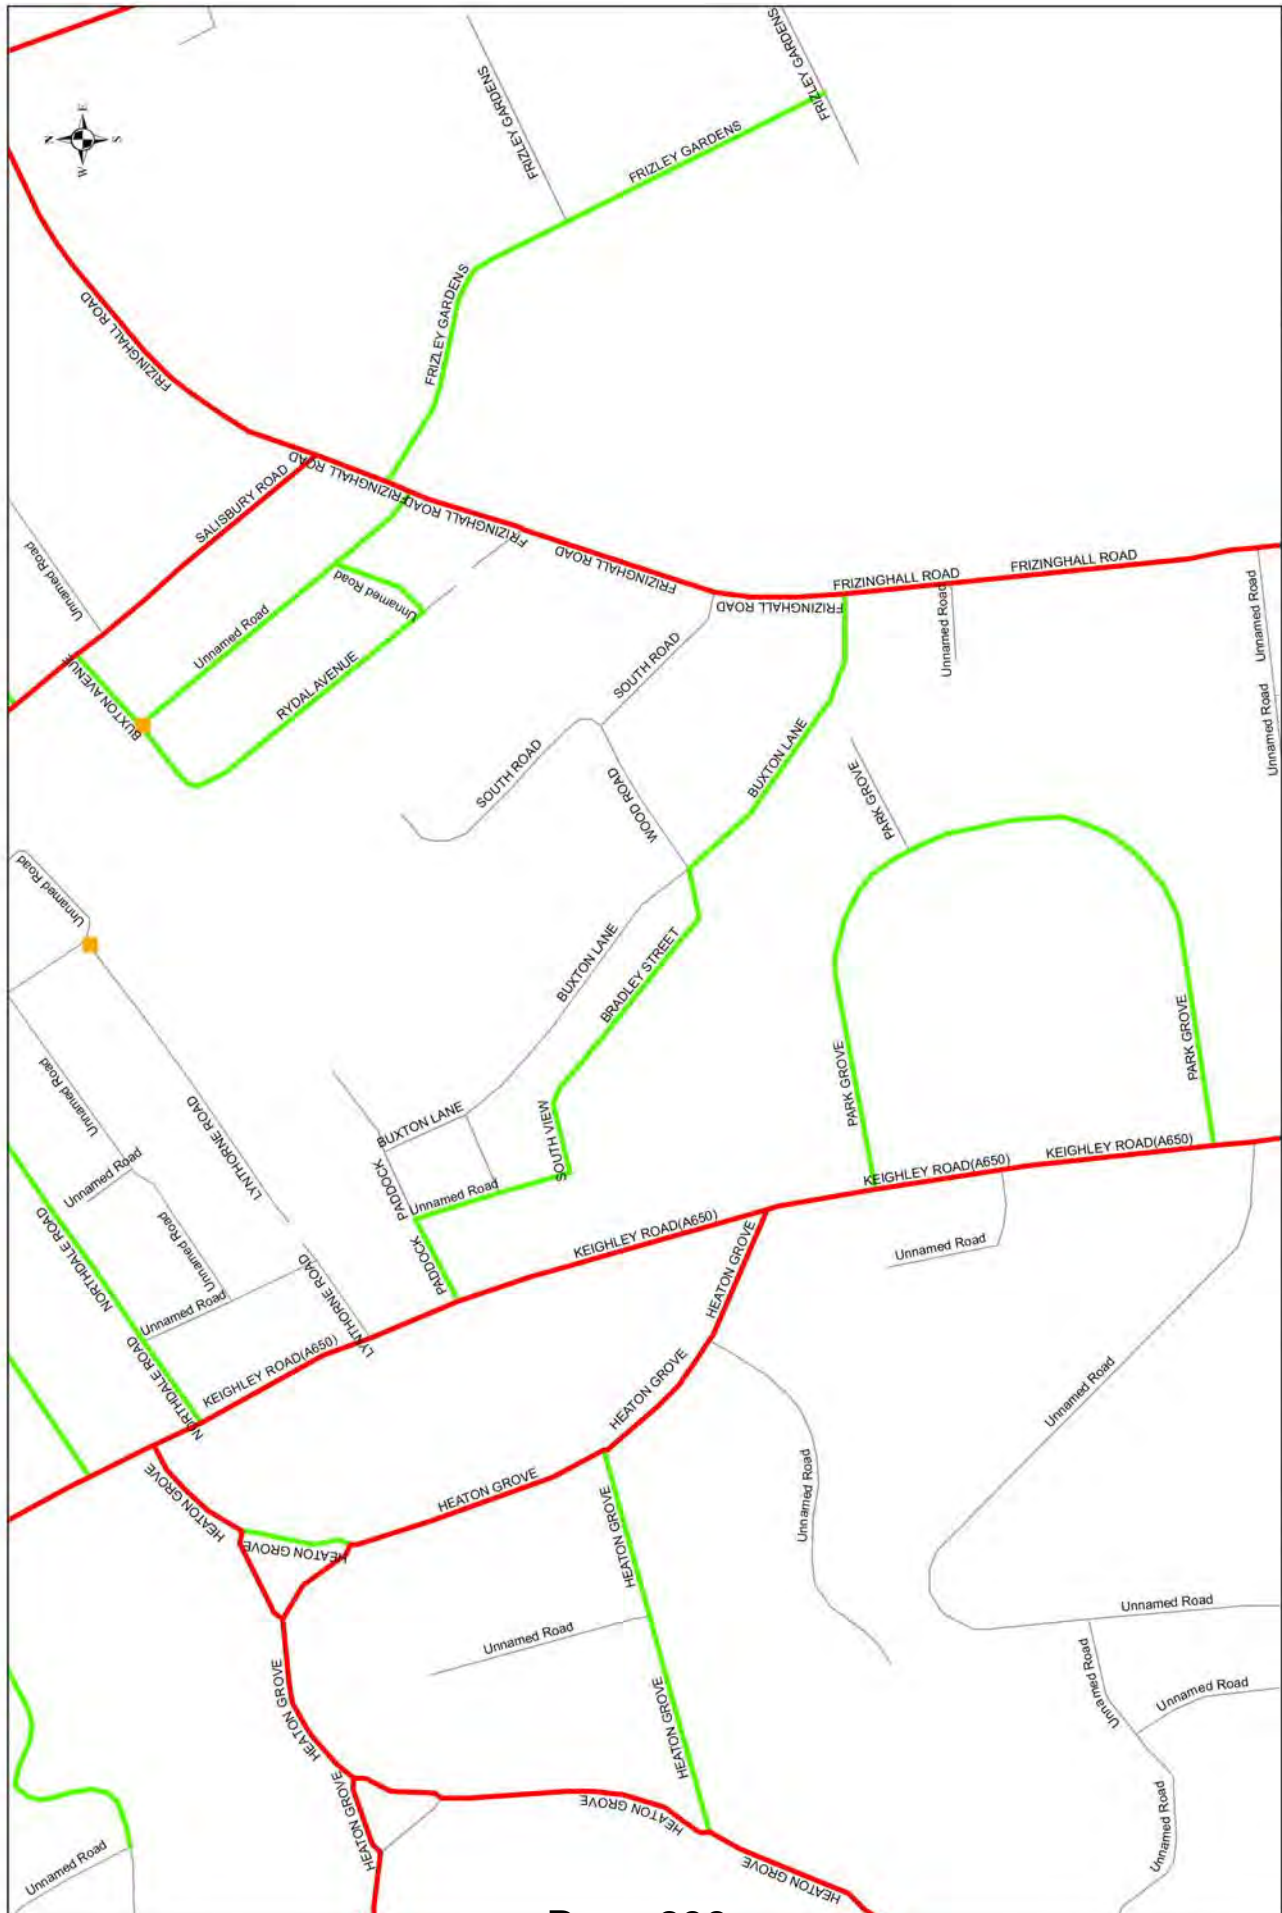 FRIZLEY GARDENS
FRIZLEY GARDENS
N
E
S
W
FRIZLEY GARDENS
FRIZLEY GARDENS
FRIZINGHALL ROAD
SALISBURY ROAD
FRIZINGHALL ROAD
FRIZINGHALL ROAD
FRIZINGHALL ROAD
FRIZINGHALL ROAD
FRIZINGHALL ROAD
FRIZINGHALL ROAD
FRIZINGHALL ROAD
Unnamed Road
Unnamed Road
Unnamed Road
BUXTON AVENUE
BUXTON
RYDAL AVENUE
SOUTH ROAD
SOUTH ROAD
WOOD ROAD
BUXTON LANE
Unnamed Road
Unnamed Road
Unnamed Road
PARK GROVE
Unnamed Road
BUXTON LANE
BRADLEY STREET
PARK GROVE
PARK GROVE
Unnamed Road
LYNTHORNE ROAD
BUXTON LANE
SOUTH VIEW
PADDOCK
Unnamed Road
Unnamed Road
Unnamed Road
NORTHDALE ROAD
KEIGHLEY ROAD(A650)
KEIGHLEY ROAD(A650)
KEIGHLEY ROAD(A650)
PADDOCK
LYNTHORNE ROAD
Unnamed Road
NORTHDALE ROAD
KEIGHLEY ROAD(A650)
HEATON GROVE
Unnamed Road
HEATON GROVE
Unnamed Road
HEATON GROVE
HEATON GROVE
HEATON GROVE
HEATON GROVE
Unnamed Road
Unnamed Road
Unnamed Road
HEATON GROVE
HEATON GROVE
HEATON GROVE
Unnamed Road
Unnamed Road
HEATON GROVE
HEATON GROVE
HEATON GROVE
Unnamed Road
Unnamed Road